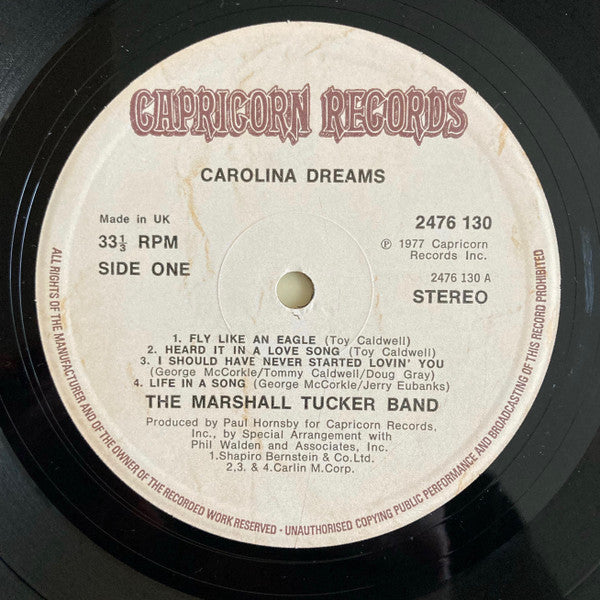 CAPRICORN RECORDS
CAROLINA DREAMS
Made in UK
33⅓ RPM
SIDE ONE
2476 130
℗ 1977 Capricorn
Records Inc.
2476 130 A
STEREO
1. FLY LIKE AN EAGLE (Toy Caldwell)
2. HEARD IT IN A LOVE SONG (Toy Caldwell)
3. I SHOULD HAVE NEVER STARTED LOVIN' YOU
(George McCorkle/Tommy Caldwell/Doug Gray)
4. LIFE IN A SONG (George McCorkle/Jerry Eubanks)
THE MARSHALL TUCKER BAND
Produced by Paul Hornsby for Capricorn Records,
Inc., by Special Arrangement with
Phil Walden and Associates, Inc.
1.Shapiro Bernstein & Co.Ltd.
2,3. & 4.Carlin M.Corp.
ALL RIGHTS OF THE MANUFACTURER AND OF THE OWNER OF THE RECORDED WORK RESERVED · UNAUTHORISED COPYING PUBLIC PERFORMANCE AND BROADCASTING OF THIS RECORD PROHIBITED